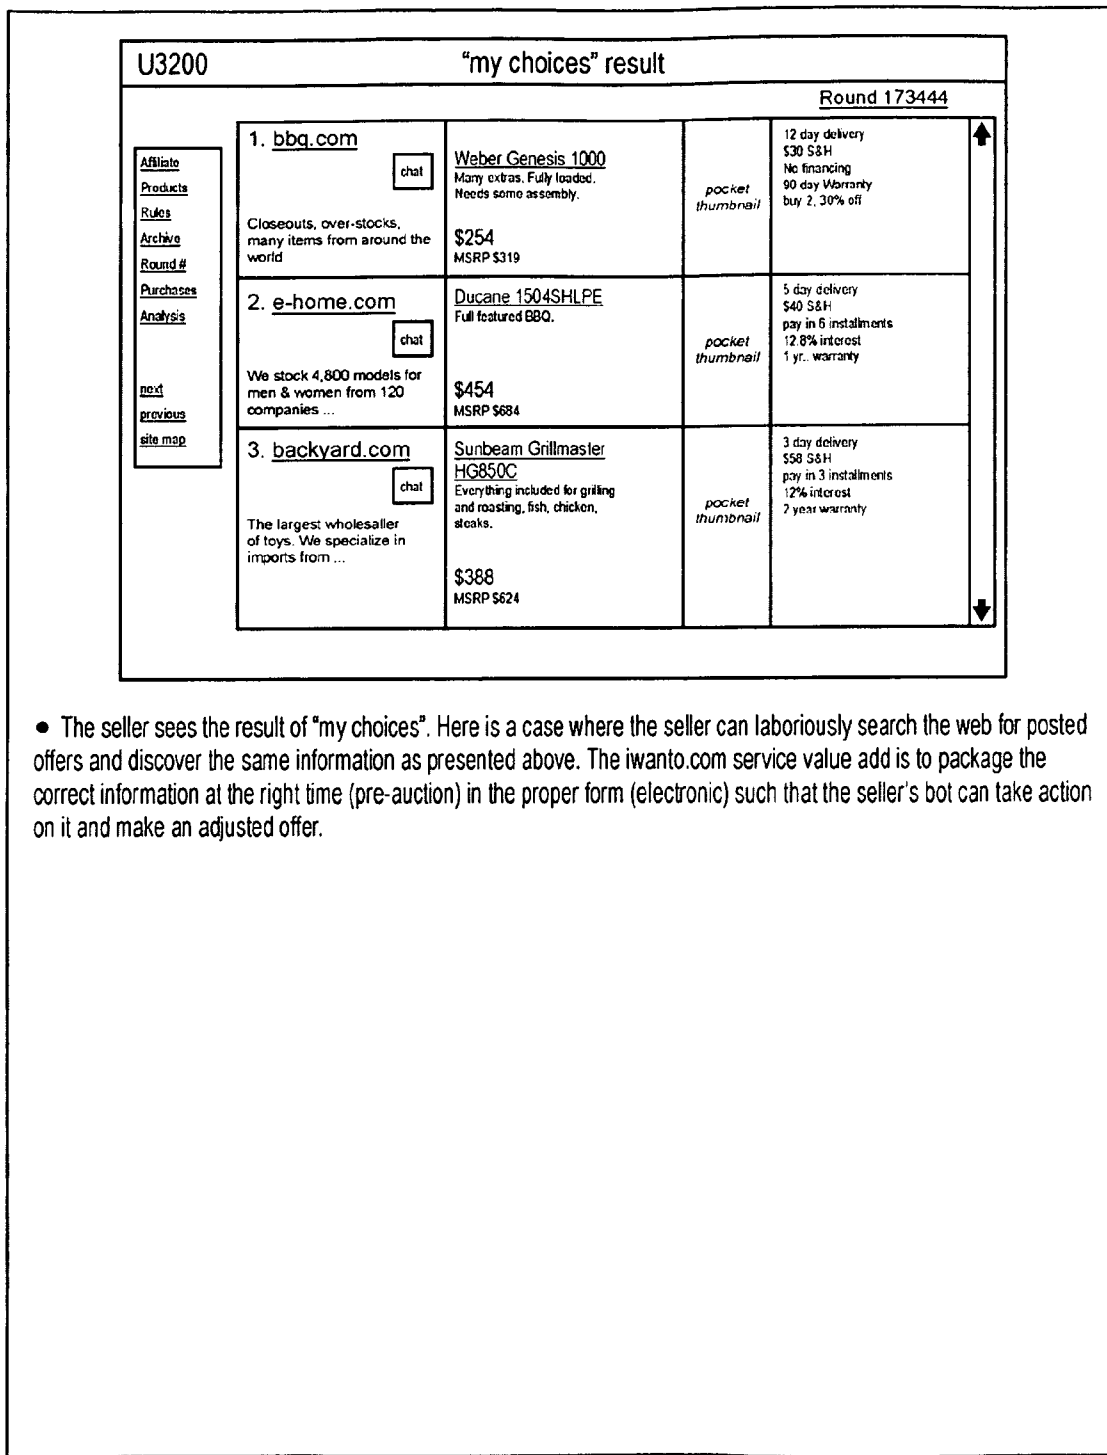 U3200
"my choices" result
Round 173444
Affiliate
Products
Rules
Archive
Round #
Purchases
Analysis
next
previous
site map
1. bbq.com
chat
Closeouts, over-stocks,
many items from around the
world
Weber Genesis 1000
Many extras. Fully loaded.
Needs some assembly.
$254
MSRP $319
pocket
thumbnail
12 day delivery
$30 S&H
No financing
90 day Warranty
buy 2, 30% off
2. e-home.com
chat
We stock 4,800 models for
men & women from 120
companies ...
Ducane 1504SHLPE
Full featured BBQ.
$454
MSRP $684
pocket
thumbnail
5 day delivery
$40 S&H
pay in 6 installments
12.8% interest
1 yr.. warranty
3. backyard.com
chat
The largest wholesaller
of toys. We specialize in
imports from ...
Sunbeam Grillmaster
HG850C
Everything included for grilling
and roasting, fish, chicken,
steaks.
$388
MSRP $624
pocket
thumbnail
3 day delivery
$58 S&H
pay in 3 installments
12% interest
2 year warranty
• The seller sees the result of "my choices". Here is a case where the seller can laboriously search the web for posted
offers and discover the same information as presented above. The iwanto.com service value add is to package the
correct information at the right time (pre-auction) in the proper form (electronic) such that the seller's bot can take action
on it and make an adjusted offer.